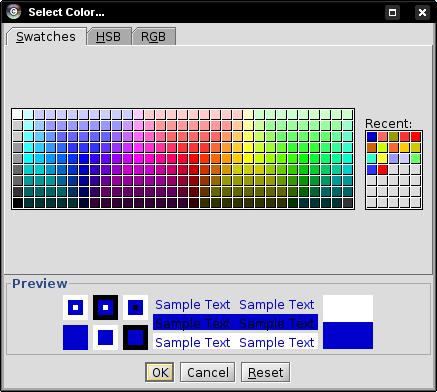 Select Color...
Swatches HSB RGB
Recent:
Preview
Sample Text Sample Text
Sample Text Sample Text
Sample Text Sample Text
OK Cancel Reset